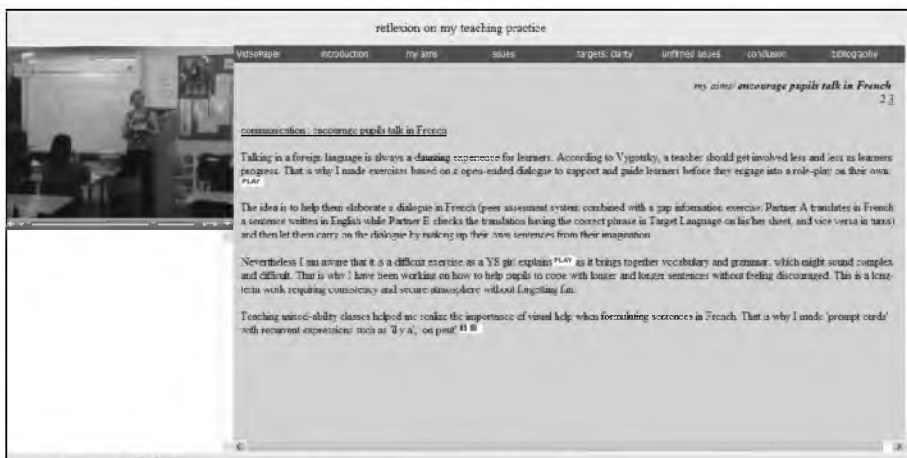 reflexion on my teaching practice
VideoPaper introduction my aims issues targets: clarity unfilmed issues conclusion bibliography
my aims/ encourage pupils talk in French
2 3
communication : encourage pupils talk in French
Talking in a foreign language is always a daunting experience for learners. According to Vygotsky, a teacher should get involved less and less as learners
progress. That is why I made exercises based on a open-ended dialogue to support and guide learners before they engage into a role-play on their own.
PLAY
The idea is to help them elaborate a dialogue in French (peer assesment system combined with a gap information exercise: Partner A translates in French
a sentence written in English while Partner B checks the translation having the correct phrase in Target Language on his/her sheet, and vice versa in turns)
and then let them carry on the dialogue by making up their own sentences from their imagination.
Nevertheless I am aware that it is a difficult exercise as a Y8 girl explains PLAY as it brings together vocabulary and grammar, which might sound complex
and difficult. That is why I have been working on how to help pupils to cope with longer and longer sentences without feeling discouraged. This is a long-
term work requiring consistency and secure atmosphere without forgetting fun.
Teaching mixed-ability classes helped me realize the importance of visual help when formulating sentences in French. That is why I made 'prompt cards'
with recurrent expressions such as 'il y a', 'on peut'